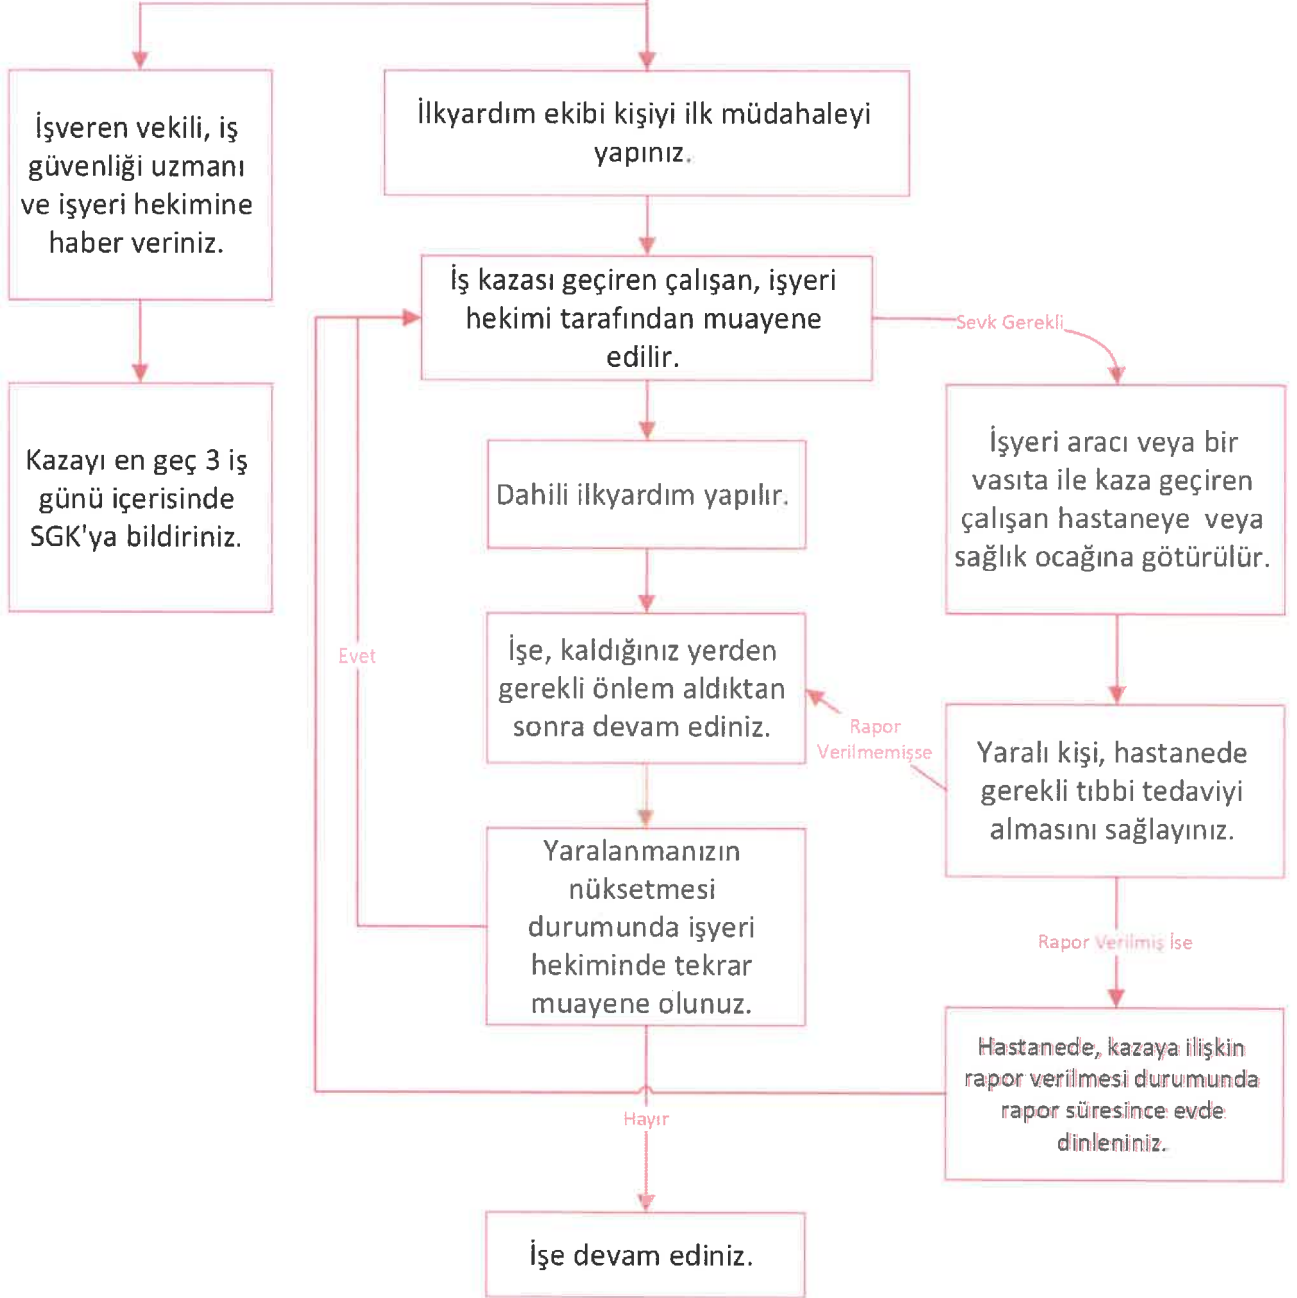 İşveren vekili, iş
güvenliği uzmanı
ve işyeri hekimine
haber veriniz.
İlkyardım ekibi kişiyi ilk müdahaleyi
yapınız.
İş kazası geçiren çalışan, işyeri
hekimi tarafından muayene
edilir.
Sevk Gerekli
Kazayı en geç 3 iş
günü içerisinde
SGK'ya bildiriniz.
Dahili ilkyardım yapılır.
İşyeri aracı veya bir
vasıta ile kaza geçiren
çalışan hastaneye veya
sağlık ocağına götürülür.
Evet
İşe, kaldığınız yerden
gerekli önlem aldıktan
sonra devam ediniz.
Rapor
Verilmemişse
Yaralı kişi, hastanede
gerekli tıbbi tedaviyi
almasını sağlayınız.
Yaralanmanızın
nüksetmesi
durumunda işyeri
hekiminde tekrar
muayene olunuz.
Rapor Verilmiş İse
Hastanede, kazaya ilişkin
rapor verilmesi durumunda
rapor süresince evde
dinleniniz.
Hayır
İşe devam ediniz.